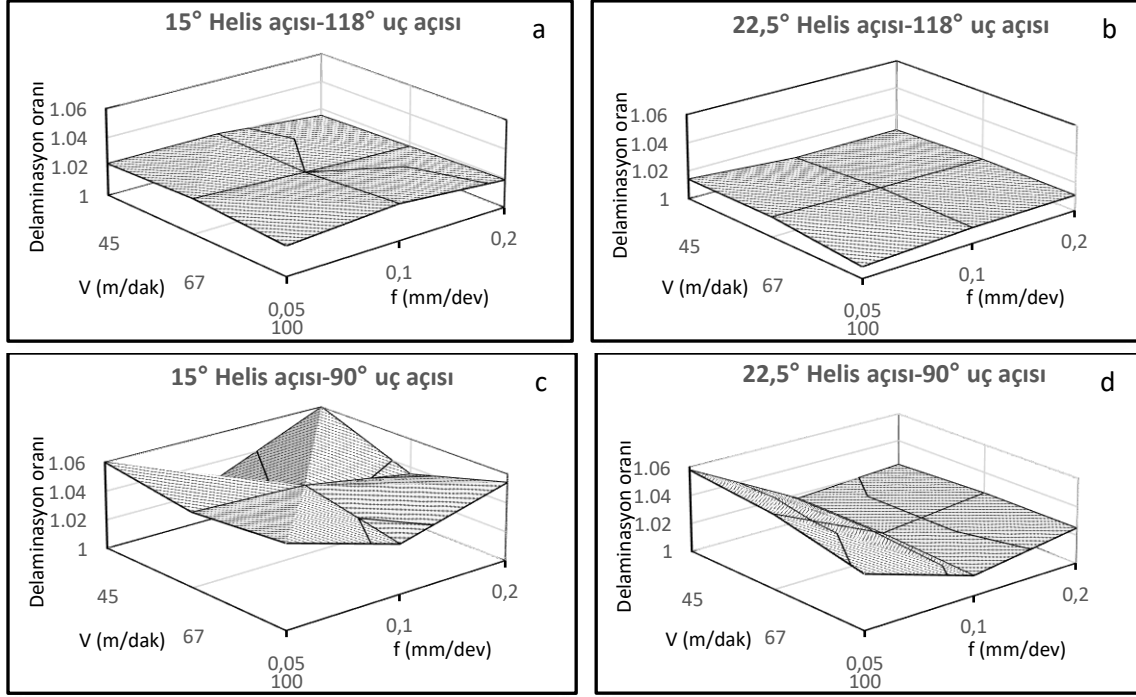 15° Helis açısı-118° uç açısı
a
Delaminasyon oranı
1.06
1.04
1.02
1
45
67
100
V (m/dak)
0,05
0,1
0,2
f (mm/dev)
22,5° Helis açısı-118° uç açısı
b
Delaminasyon oran
1.06
1.04
1.02
1
45
67
100
V (m/dak)
0,05
0,1
0,2
f (mm/dev)
15° Helis açısı-90° uç açısı
c
Delaminasyon oranı
1.06
1.04
1.02
1
45
67
100
V (m/dak)
0,05
0,1
0,2
f (mm/dev)
22,5° Helis açısı-90° uç açısı
d
Delaminasyon oranı
1.06
1.04
1.02
1
45
67
100
V (m/dak)
0,05
0,1
0,2
f (mm/dev)